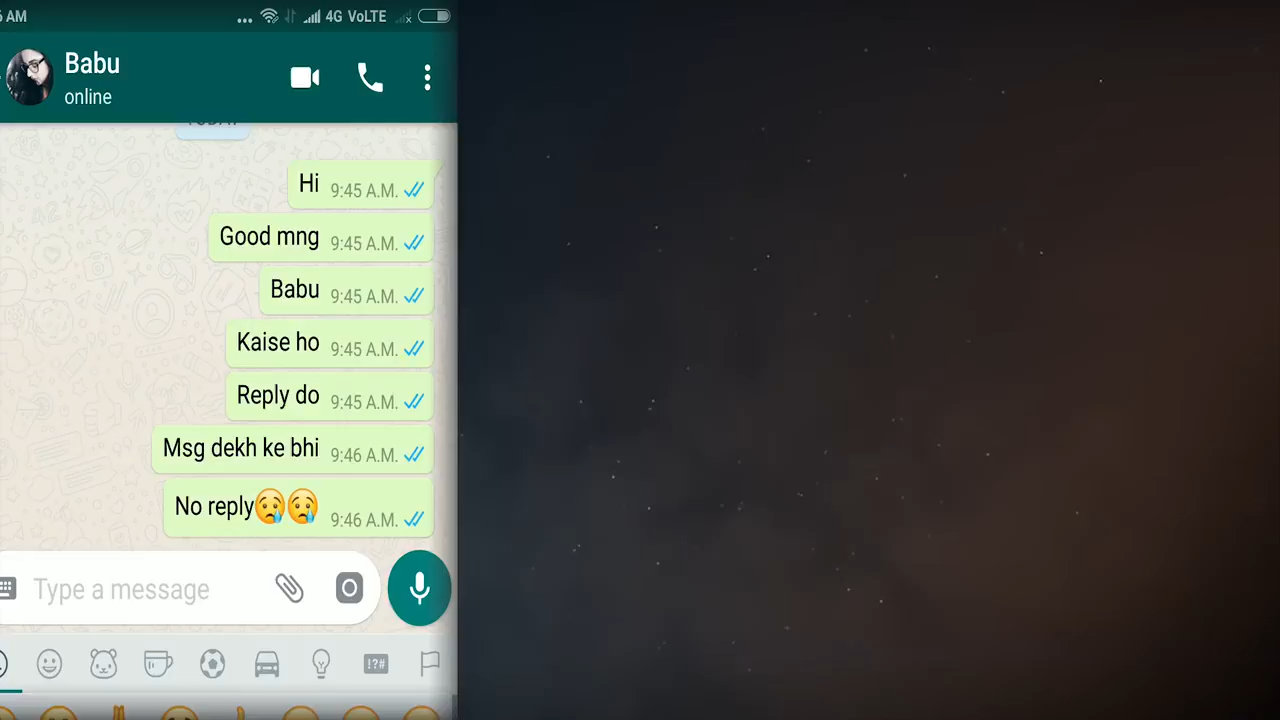 AM
4G VoLTE
Babu
online
Hi 9:45 A.M.
Good mng 9:45 A.M.
Babu 9:45 A.M.
Kaise ho 9:45 A.M.
Reply do 9:45 A.M.
Msg dekh ke bhi 9:46 A.M.
No reply😢😢 9:46 A.M.
Type a message
!?#